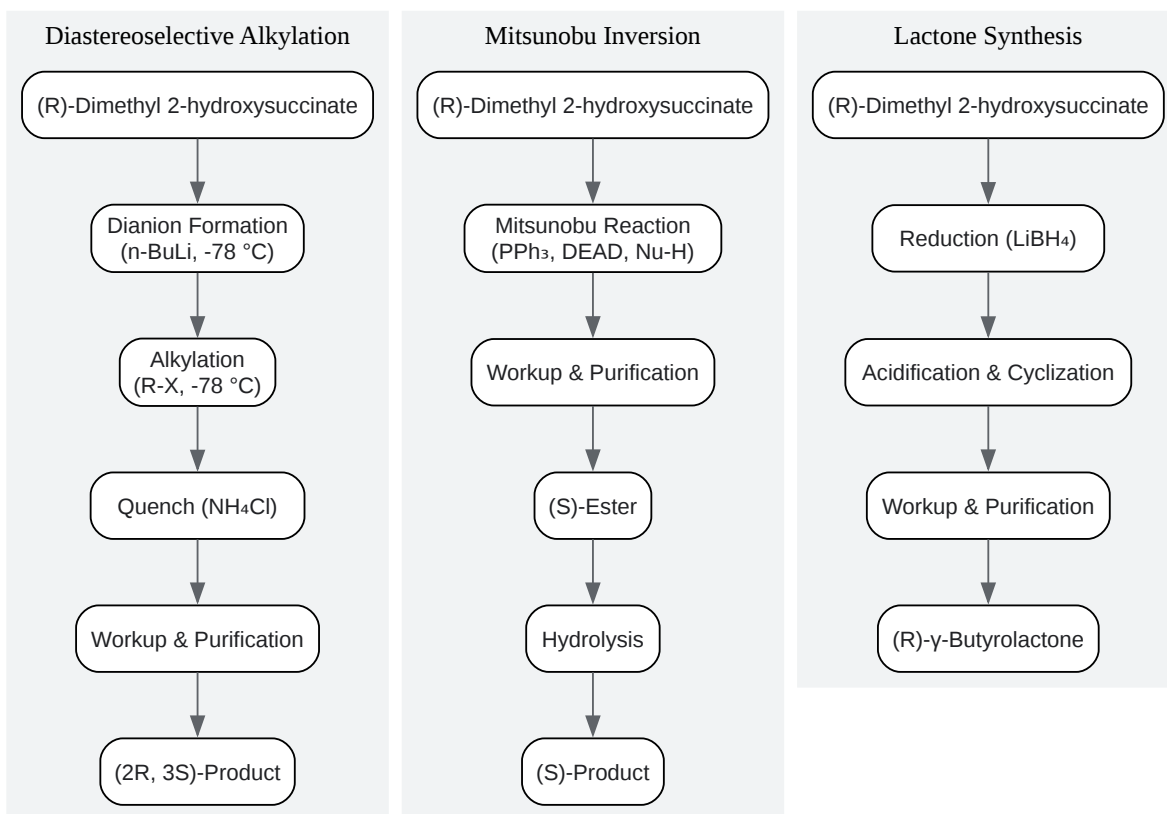 Diastereoselective Alkylation
(R)-Dimethyl 2-hydroxysuccinate
Dianion Formation
(n-BuLi, -78 °C)
Alkylation
(R-X, -78 °C)
Quench (NH₄Cl)
Workup & Purification
(2R, 3S)-Product
Mitsunobu Inversion
(R)-Dimethyl 2-hydroxysuccinate
Mitsunobu Reaction
(PPh₃, DEAD, Nu-H)
Workup & Purification
(S)-Ester
Hydrolysis
(S)-Product
Lactone Synthesis
(R)-Dimethyl 2-hydroxysuccinate
Reduction (LiBH₄)
Acidification & Cyclization
Workup & Purification
(R)-γ-Butyrolactone